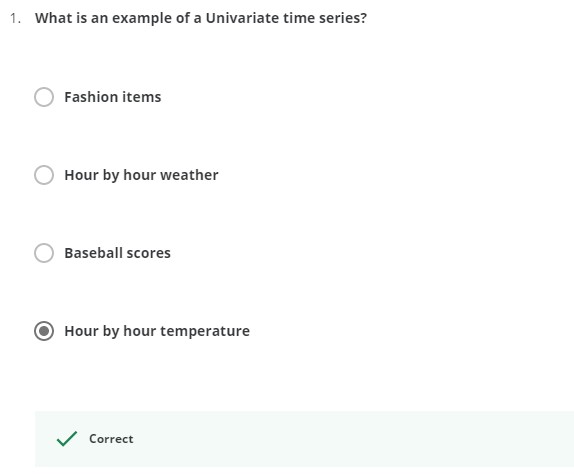 1. What is an example of a Univariate time series?
Fashion items
Hour by hour weather
Baseball scores
Hour by hour temperature
Correct